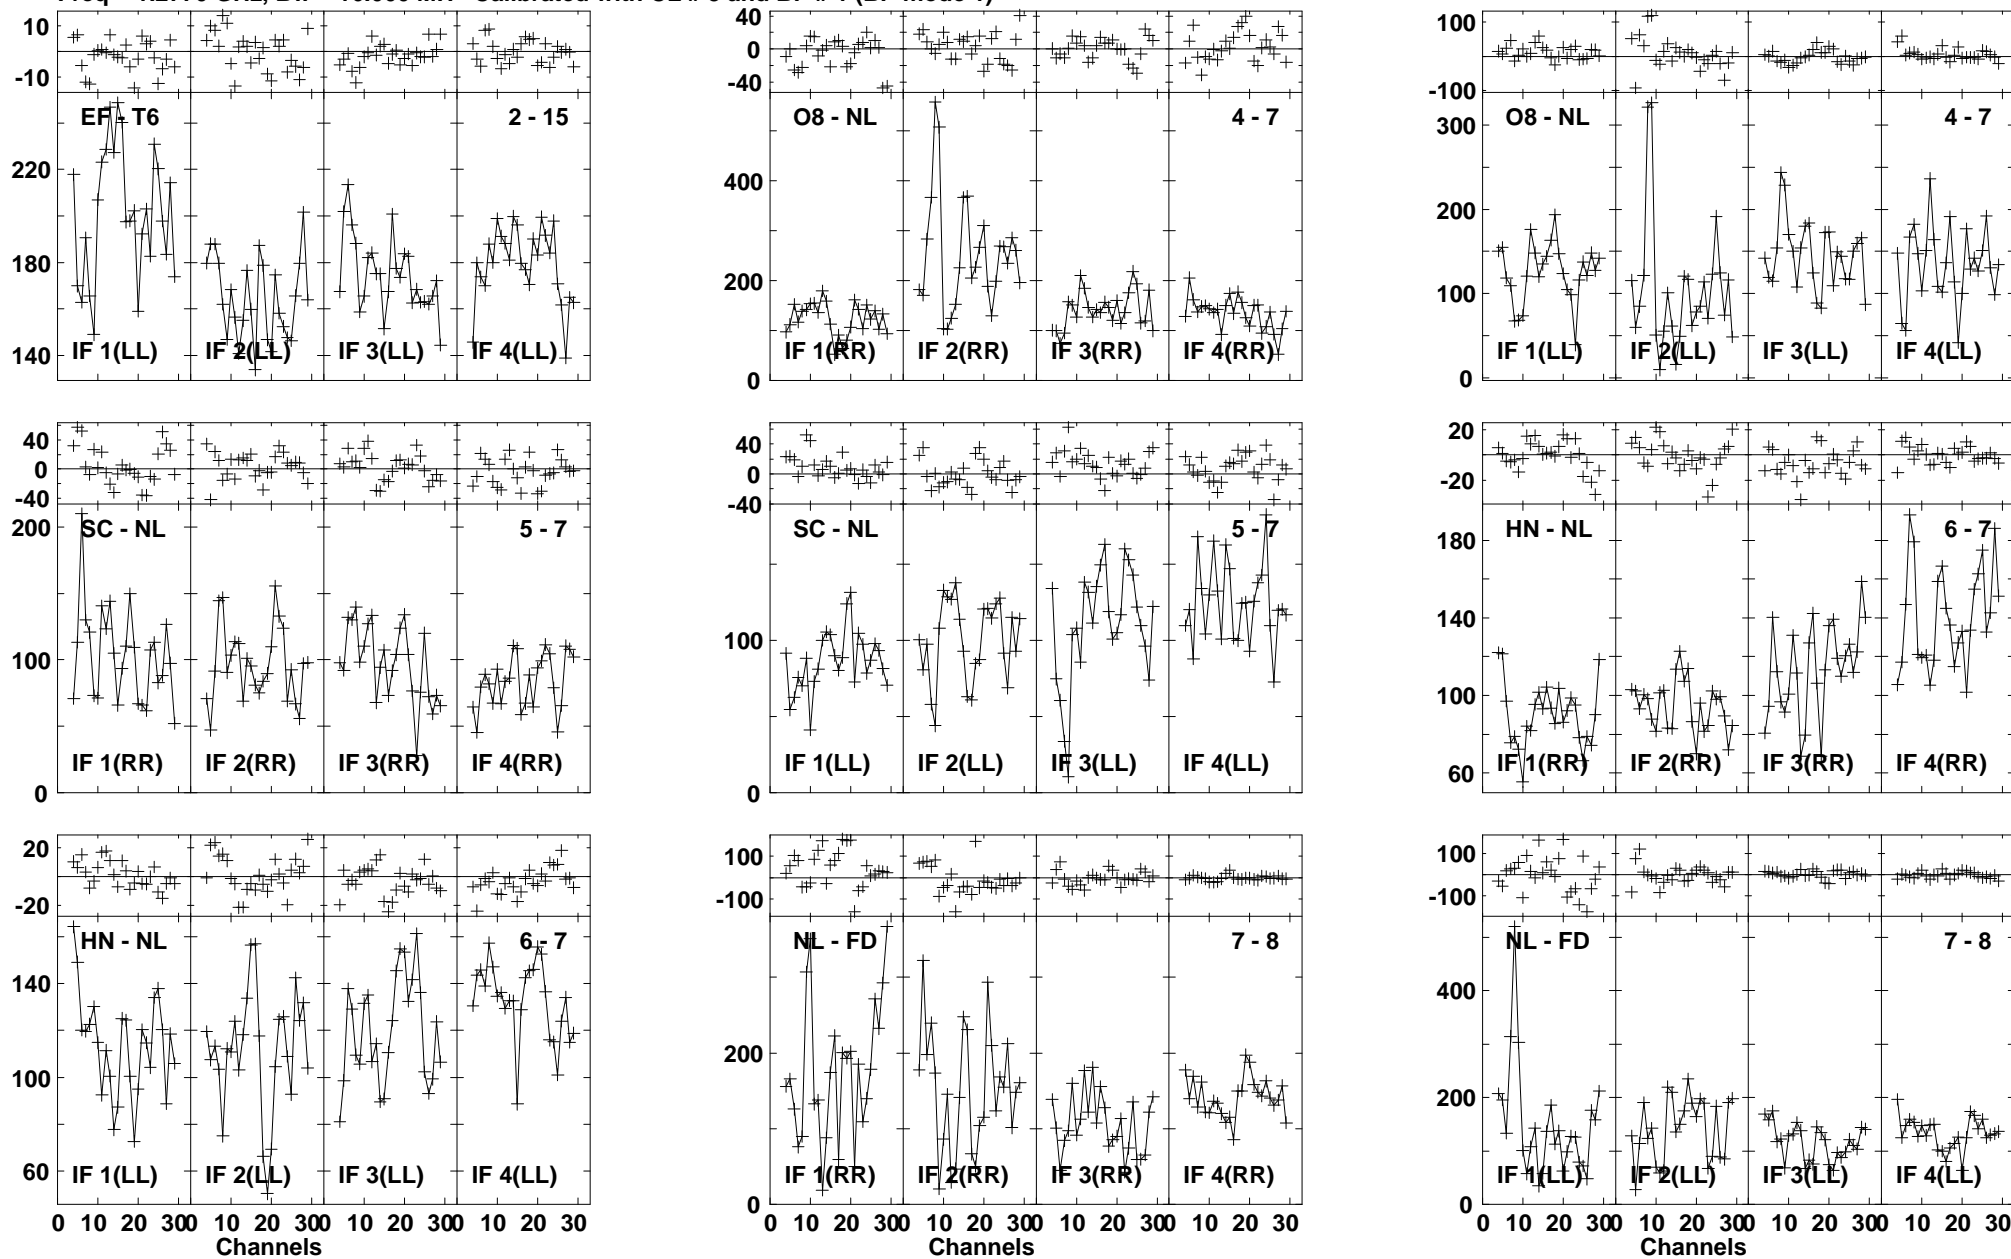 10
-10
EF - T6
2 - 15
220
180
140
IF 1(LL)
IF 2(LL)
IF 3(LL)
IF 4(LL)
40
0
-40
O8 - NL
4 - 7
400
200
0
IF 1(RR)
IF 2(RR)
IF 3(RR)
IF 4(RR)
100
-100
O8 - NL
4 - 7
300
200
100
0
IF 1(LL)
IF 2(LL)
IF 3(LL)
IF 4(LL)
40
0
-40
SC - NL
5 - 7
200
100
0
IF 1(RR)
IF 2(RR)
IF 3(RR)
IF 4(RR)
40
0
-40
SC - NL
5 - 7
100
0
IF 1(LL)
IF 2(LL)
IF 3(LL)
IF 4(LL)
20
-20
HN - NL
6 - 7
180
140
100
60
IF 1(RR)
IF 2(RR)
IF 3(RR)
IF 4(RR)
20
-20
HN - NL
6 - 7
140
100
60
IF 1(LL)
IF 2(LL)
IF 3(LL)
IF 4(LL)
0 10 20 30 0 10 20 30 0 10 20 30 0 10 20 30
Channels
100
-100
NL - FD
7 - 8
200
0
IF 1(RR)
IF 2(RR)
IF 3(RR)
IF 4(RR)
0 10 20 30 0 10 20 30 0 10 20 30 0 10 20 30
Channels
100
-100
NL - FD
7 - 8
400
200
0
IF 1(LL)
IF 2(LL)
IF 3(LL)
IF 4(LL)
0 10 20 30 0 10 20 30 0 10 20 30 0 10 20 30
Channels